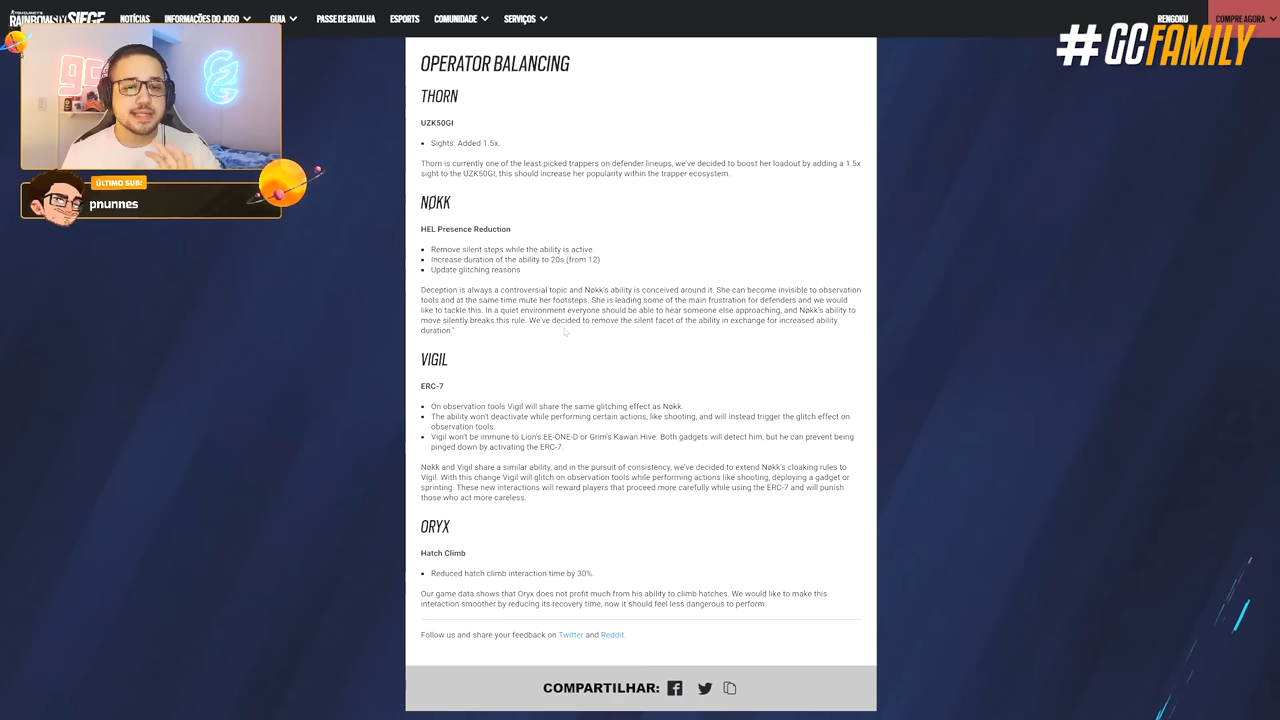 RAINBOW SIX SIEGE
NOTÍCIAS
INFORMAÇÕES DO JOGO
GUIA
PASSE DE BATALHA
ESPORTS
COMUNIDADE
SERVIÇOS
RENGOKU
COMPRE AGORA
#GCFAMILY
ÚLTIMO SUB:
pnunnes
OPERATOR BALANCING
THORN
UZK50GI
Sights: Added 1.5x.
Thorn is currently one of the least picked trappers on defender lineups, we've decided to boost her loadout by adding a 1.5x
sight to the UZK50GI, this should increase her popularity within the trapper ecosystem.
NØKK
HEL Presence Reduction
Remove silent steps while the ability is active.
Increase duration of the ability to 20s (from 12)
Update glitching reasons
Deception is always a controversial topic and Nøkk's ability is conceived around it. She can become invisible to observation
tools and at the same time mute her footsteps. She is leading some of the main frustration for defenders and we would
like to tackle this. In a quiet environment everyone should be able to hear someone else approaching, and Nøkk's ability to
move silently breaks this rule. We've decided to remove the silent facet of the ability in exchange for increased ability
duration."
VIGIL
ERC-7
On observation tools Vigil will share the same glitching effect as Nøkk.
The ability won't deactivate while performing certain actions, like shooting, and will instead trigger the glitch effect on
observation tools.
Vigil won't be immune to Lion's EE-ONE-D or Grim's Kawan Hive. Both gadgets will detect him, but he can prevent being
pinged down by activating the ERC-7.
Nøkk and Vigil share a similar ability, and in the pursuit of consistency, we've decided to extend Nøkk's cloaking rules to
Vigil. With this change Vigil will glitch on observation tools while performing actions like shooting, deploying a gadget or
sprinting. These new interactions will reward players that proceed more carefully while using the ERC-7 and will punish
those who act more careless.
ORYX
Hatch Climb
Reduced hatch climb interaction time by 30%.
Our game data shows that Oryx does not profit much from his ability to climb hatches. We would like to make this
interaction smoother by reducing its recovery time, now it should feel less dangerous to perform.
Follow us and share your feedback on Twitter and Reddit.
COMPARTILHAR: